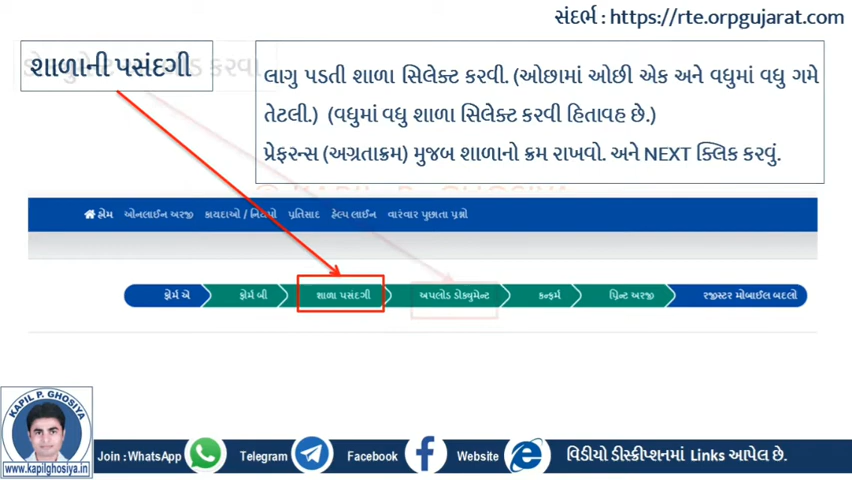 સંદર્ભ : https://rte.orpgujarat.com
શાળાની પસંદગી
લાગુ પડતી શાળા સિલેક્ટ કરવી. (ઓછામાં ઓછી એક અને વધુમાં વધુ ગમે
તેટલી.) (વધુમાં વધુ શાળા સિલેક્ટ કરવી હિતાવહ છે.)
પ્રેફરન્સ (અગ્રતાક્રમ) મુજબ શાળાનો ક્રમ રાખવો. અને NEXT ક્લિક કરવું.
© KAPIL P. GHOSIYA
હોમ ઓનલાઈન અરજી કાયદાઓ / નિયમો પ્રતિસાદ હેલ્પ લાઈન વારંવાર પુછાતા પ્રશ્નો
ફોર્મ એ ફોર્મ બી શાળા પસંદગી અપલોડ ડોક્યુમેન્ટ કન્ફર્મ પ્રિન્ટ અરજી રજીસ્ટર મોબાઈલ બદલો
KAPIL P. GHOSIYA
www.kapilghosiya.in
Join : WhatsApp Telegram Facebook Website વિડીયો ડીસ્ક્રીપ્શનમાં Links આપેલ છે.